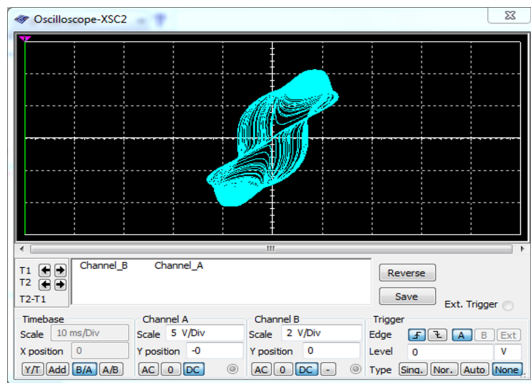 Oscilloscope-XSC2
T1
T2
T2-T1
Channel_B Channel_A
Reverse
Save
Ext. Trigger
Timebase
Scale 10 ms/Div
X position 0
Y/T Add B/A A/B
Channel A
Scale 5 V/Div
Y position -0
AC 0 DC
Channel B
Scale 2 V/Div
Y position 0
AC 0 DC -
Trigger
Edge A B Ext
Level 0 V
Type Sing. Nor. Auto None